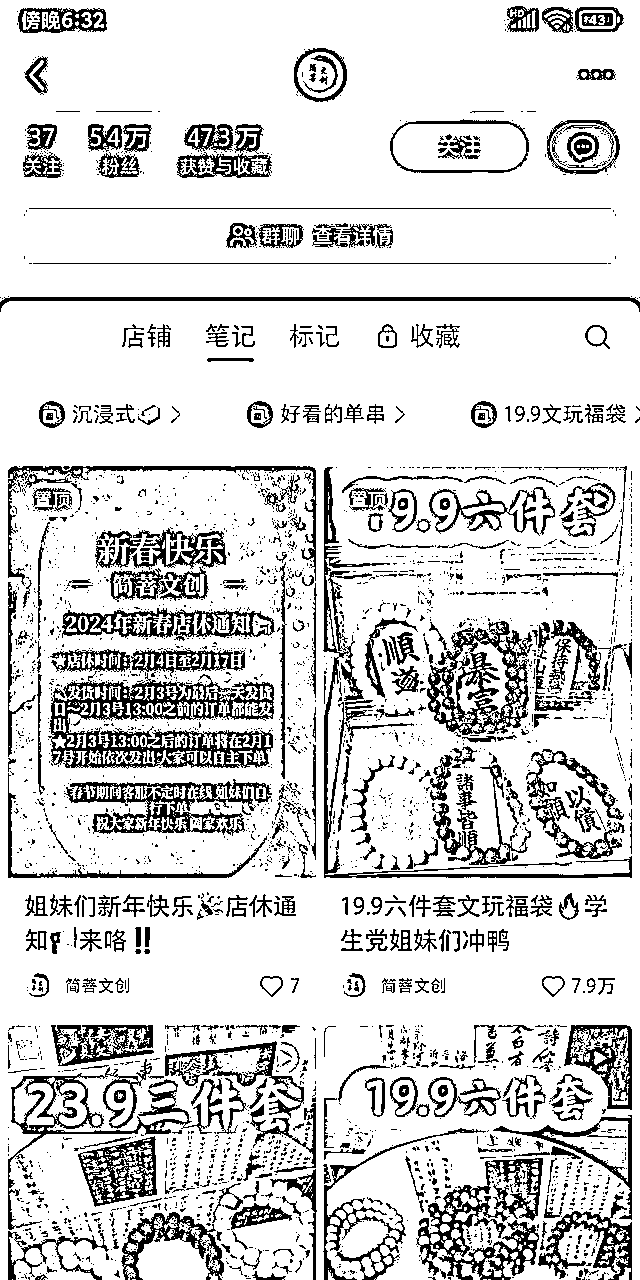 傍晚6:32
43
37
5.4万
47.3万
关注
粉丝
获赞与收藏
关注
群聊 查看详情
店铺
笔记
标记
收藏
沉浸式
好看的单串
19.9文玩福袋
置顶
新春快乐
简蓉文创
2024年新春店休通知
★店休时间：2月4日至2月17日
发货时间：2月3号为最后一天发货
日～2月3号13:00之前的订单都能发
出
★2月3号13:00之后的订单将在2月1
7号开始依次发出 大家可以自主下单
春节期间客服不定时在线 姐妹们自
行下单
祝大家新年快乐 阖家欢乐
置顶
19.9六件套
順遂
暴富
保持热爱
諸事皆順
得偿所愿
姐妹们新年快乐🎉店休通
知 来咯‼️
简蓉文创
7
19.9六件套文玩福袋🔥学
生党姐妹们冲鸭
简蓉文创
7.9万
23.9三件套
19.9六件套